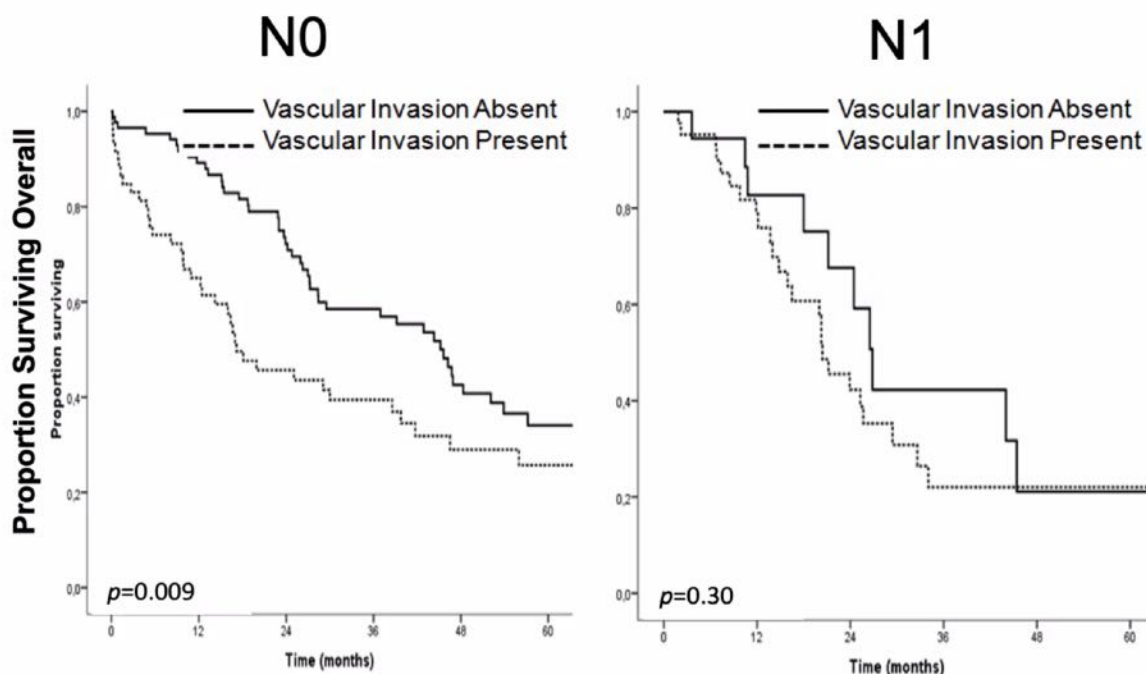 N0
Vascular Invasion Absent
Vascular Invasion Present
Proportion Surviving Overall
Proportion surviving
1,0
0,8
0,6
0,4
0,2
0,0
p=0.009
0 12 24 36 48 60
Time (months)
N1
Vascular Invasion Absent
Vascular Invasion Present
1,0
0,8
0,6
0,4
0,2
0,0
p=0.30
0 12 24 36 48 60
Time (months)